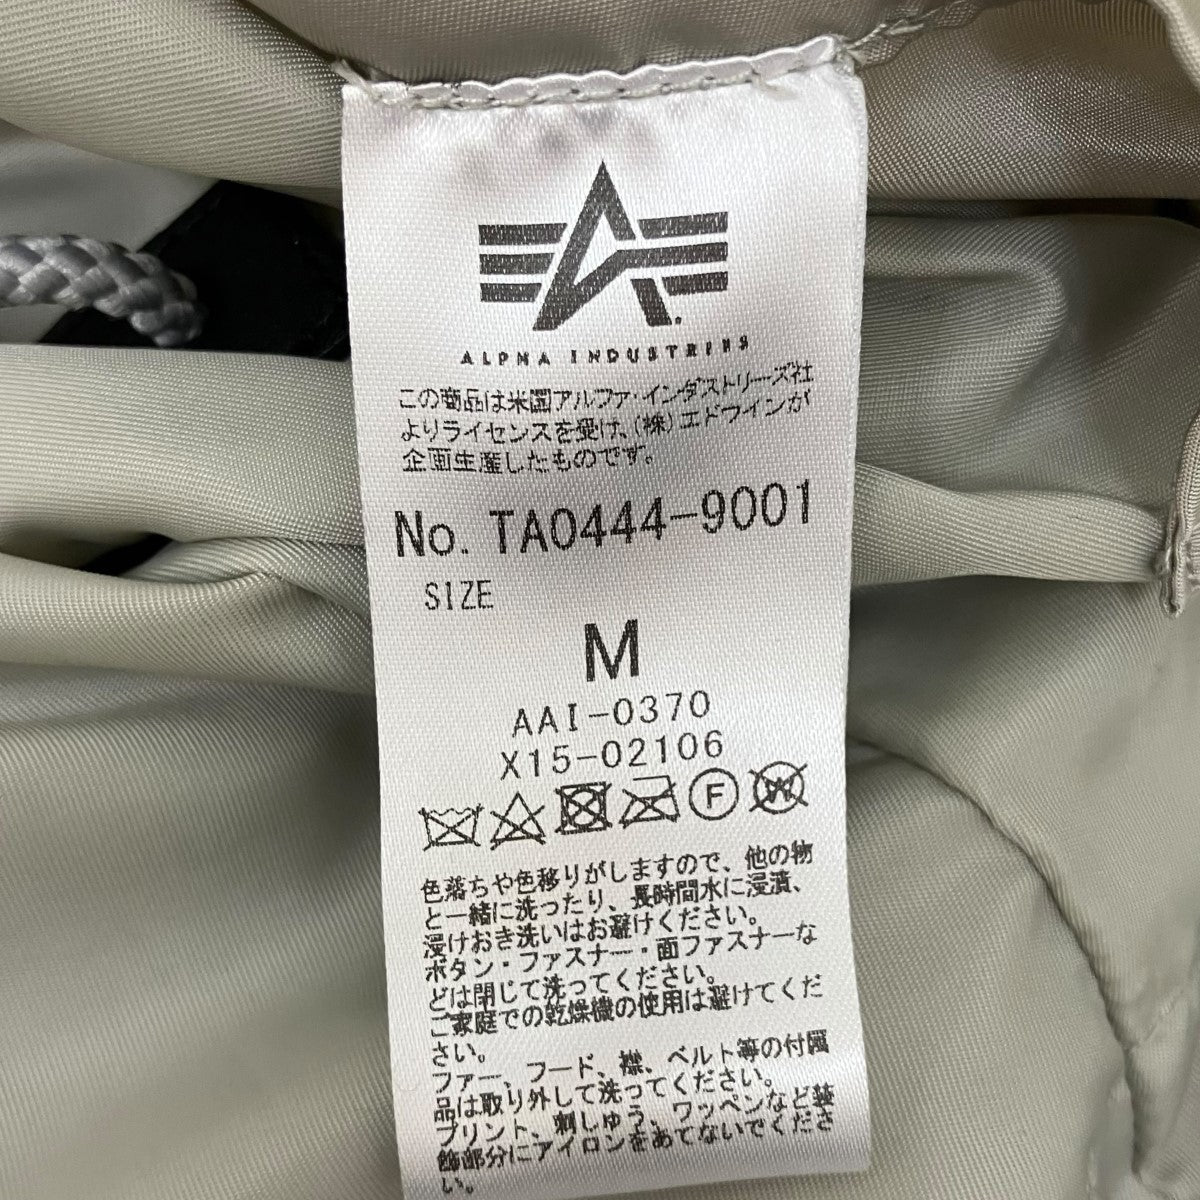 ALPHA INDUSTRIES
この商品は米国アルファ・インダストリーズ社
よりライセンスを受け、(株)エドウインが
企画生産したものです。
No. TA0444-9001
SIZE
M
AAI-0370
X15-02106
F W
色落ちや色移りがしますので、他の物
と一緒に洗ったり、長時間水に浸漬、
浸けおき洗いはお避けください。
ボタン・ファスナー・面ファスナーな
どは閉じて洗ってください。
ご家庭での乾燥機の使用は避けてくだ
さい。
ファー、フード、襟、ベルト等の付属
品は取り外して洗ってください。
プリント、刺しゅう、ワッペンなど装
飾部分にアイロンをあてないでくださ
い。